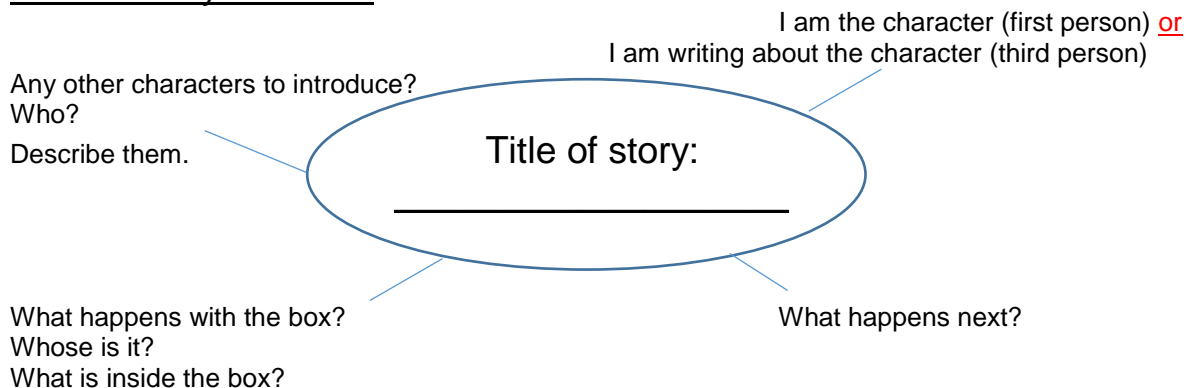 I am the character (first person) or
I am writing about the character (third person)
Any other characters to introduce?
Who?
Describe them.
Title of story:
What happens with the box?
Whose is it?
What is inside the box?
What happens next?